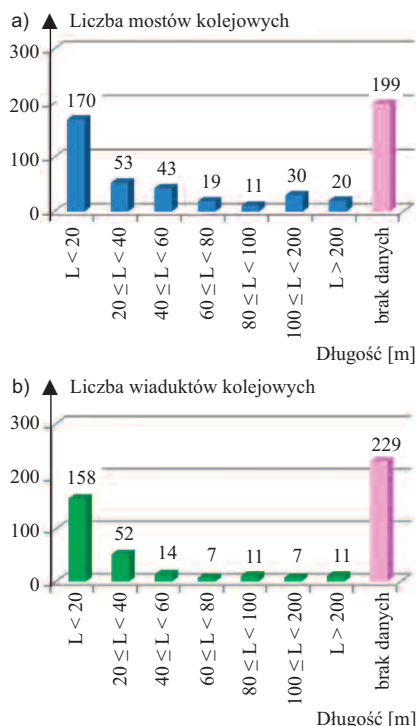 a) Liczba mostów kolejowych
300
200
100
0
170
53
43
19
11
30
20
199
L < 20
20 ≤ L < 40
40 ≤ L < 60
60 ≤ L < 80
80 ≤ L < 100
100 ≤ L < 200
L > 200
brak danych
Długość [m]
b) Liczba wiaduktów kolejowych
300
200
100
0
158
52
14
7
11
7
11
229
L < 20
20 ≤ L < 40
40 ≤ L < 60
60 ≤ L < 80
80 ≤ L < 100
100 ≤ L < 200
L > 200
brak danych
Długość [m]